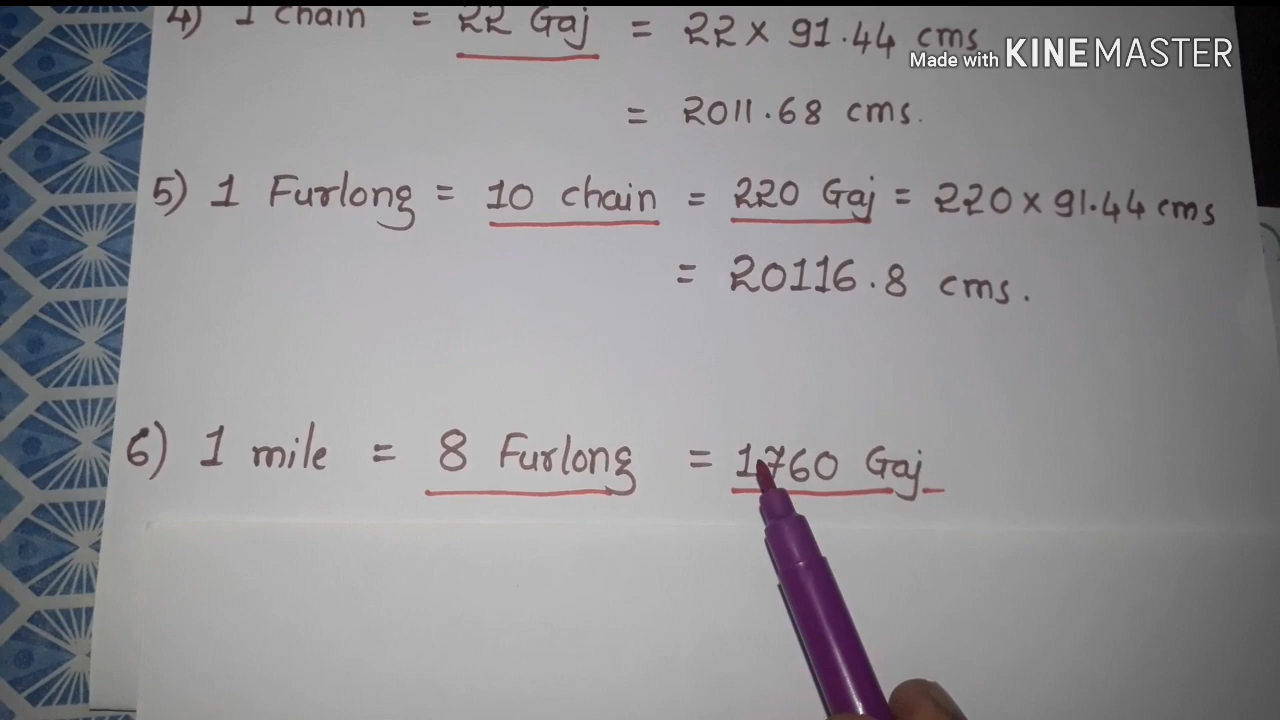 4) 1 chain = 22 Gaj = 22 × 91.44 cms
Made with KINEMASTER
= 2011.68 cms.
5) 1 Furlong = 10 chain = 220 Gaj = 220 × 91.44 cms
= 20116.8 cms.
6) 1 mile = 8 Furlong = 1760 Gaj